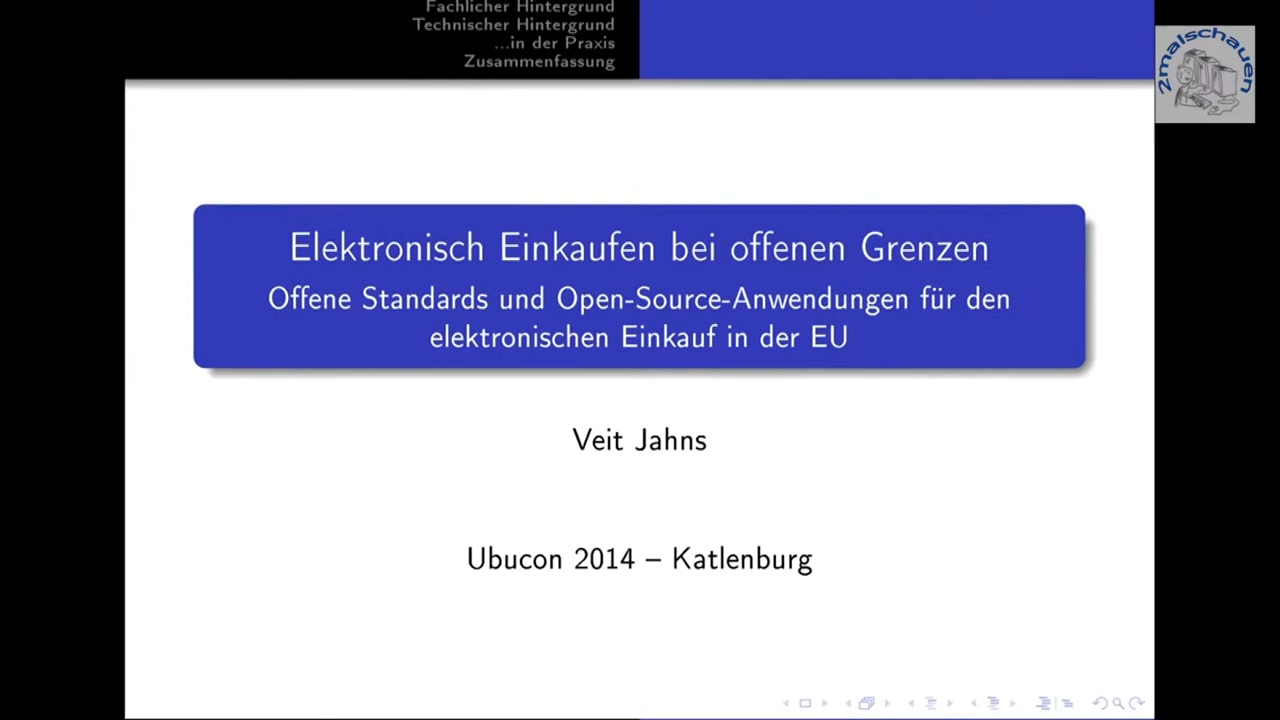 Fachlicher Hintergrund
Technischer Hintergrund
...in der Praxis
Zusammenfassung
2malschauen
Elektronisch Einkaufen bei offenen Grenzen
Offene Standards und Open-Source-Anwendungen für den
elektronischen Einkauf in der EU
Veit Jahns
Ubucon 2014 – Katlenburg